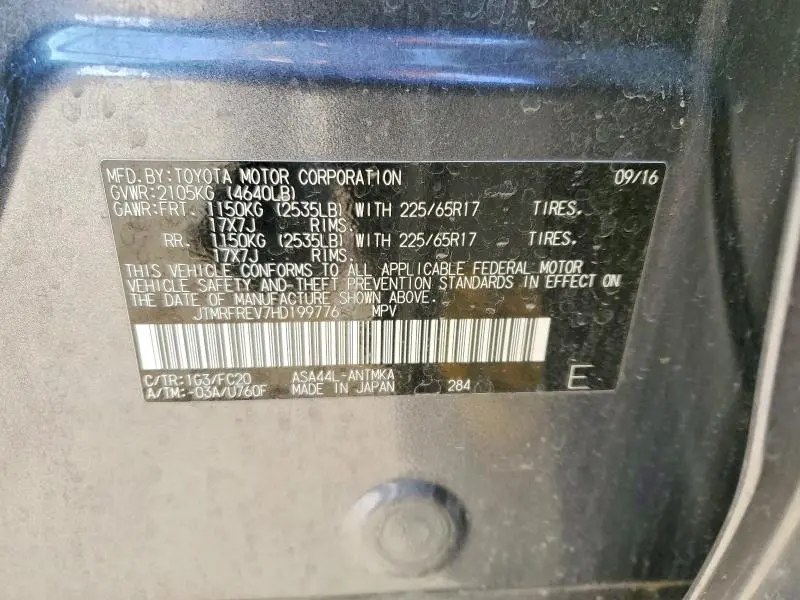 MFD.BY:TOYOTA MOTOR CORPORATION 09/16
GVWR:2105KG (4640LB)
GAWR:FRT. 1150KG (2535LB) WITH 225/65R17 TIRES.
17X7J RIMS.
RR. 1150KG (2535LB) WITH 225/65R17 TIRES.
17X7J RIMS.
THIS VEHICLE CONFORMS TO ALL APPLICABLE FEDERAL MOTOR
VEHICLE SAFETY AND-THEFT PREVENTION STANDARDS IN EFFECT ON
THE DATE OF MANUFACTURE SHOWN ABOVE.
JTMRFREV7HD199776 MPV
C/TR:1G3/FC20 ASA44L-ANTMKA
A/TM:-03A/U760F MADE IN JAPAN 284 E